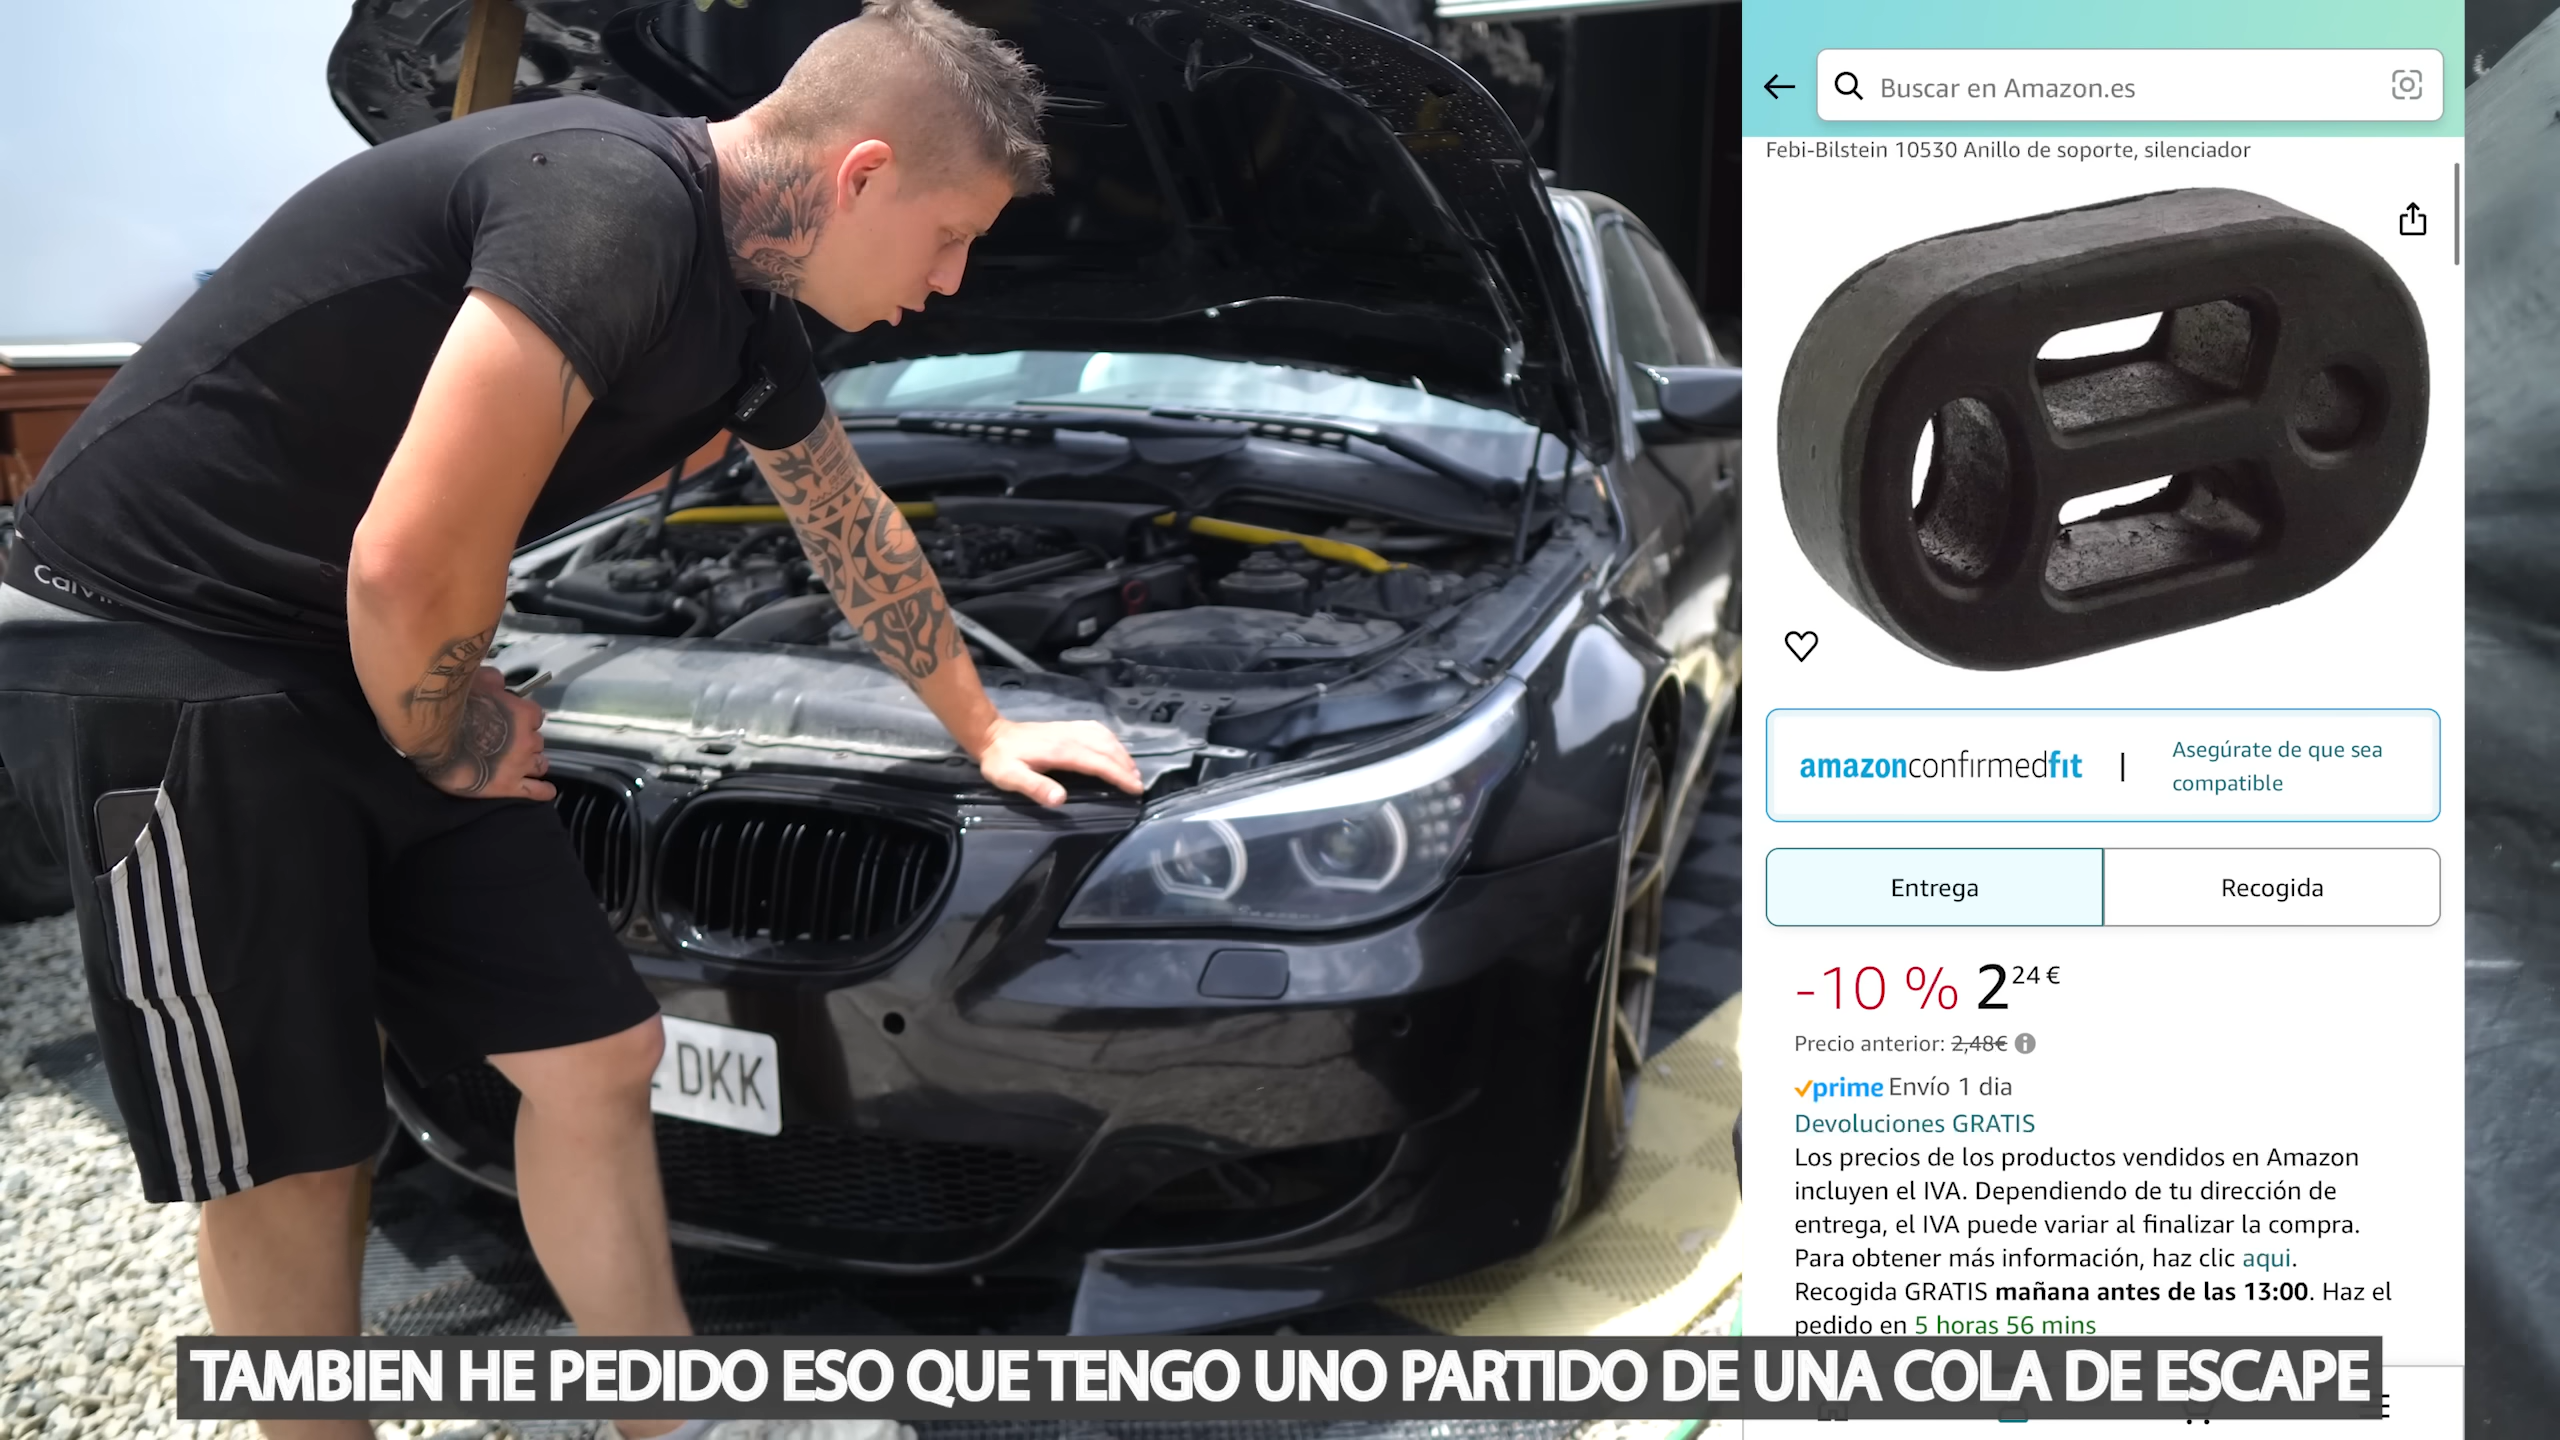 Buscar en Amazon.es
Febi-Bilstein 10530 Anillo de soporte, silenciador
amazonconfirmedfit | Asegúrate de que sea
compatible
Entrega
Recogida
-10 % 2 24 €
Precio anterior: 2,48€
prime Envío 1 dia
Devoluciones GRATIS
Los precios de los productos vendidos en Amazon
incluyen el IVA. Dependiendo de tu dirección de
entrega, el IVA puede variar al finalizar la compra.
Para obtener más información, haz clic aqui.
Recogida GRATIS mañana antes de las 13:00. Haz el
pedido en 5 horas 56 mins
DKK
TAMBIEN HE PEDIDO ESO QUE TENGO UNO PARTIDO DE UNA COLA DE ESCAPE